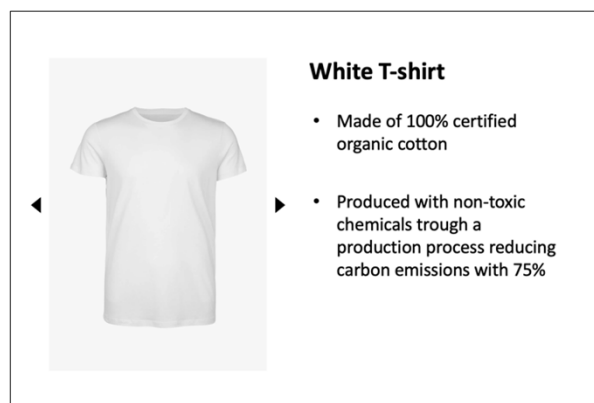 White T-shirt
• Made of 100% certified
organic cotton
• Produced with non-toxic
chemicals trough a
production process reducing
carbon emissions with 75%